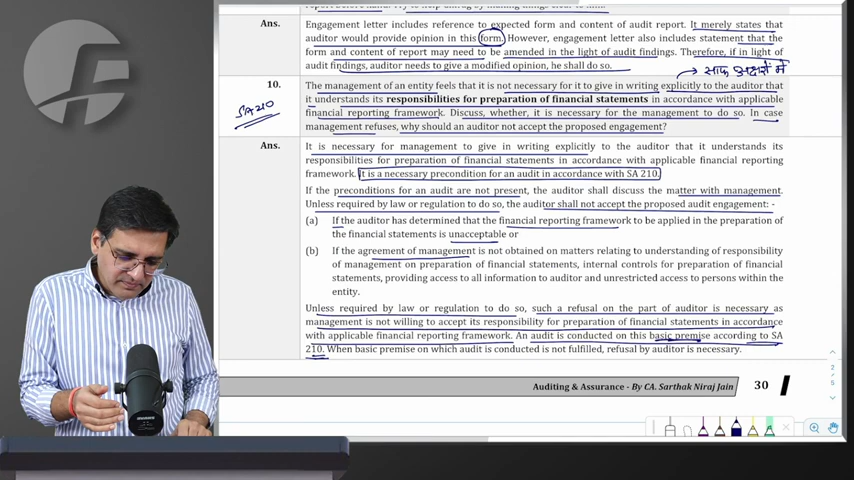 Ans. Engagement letter includes reference to expected form and content of audit report. It merely states that
auditor would provide opinion in this form. However, engagement letter also includes statement that the
form and content of report may need to be amended in the light of audit findings. Therefore, if in light of
audit findings, auditor needs to give a modified opinion, he shall do so.
साफ अक्षरों में
10. The management of an entity feels that it is not necessary for it to give in writing explicitly to the auditor that
it understands its responsibilities for preparation of financial statements in accordance with applicable
SA 210
financial reporting framework. Discuss, whether, it is necessary for the management to do so. In case
management refuses, why should an auditor not accept the proposed engagement?
Ans. It is necessary for management to give in writing explicitly to the auditor that it understands its
responsibilities for preparation of financial statements in accordance with applicable financial reporting
framework. It is a necessary precondition for an audit in accordance with SA 210.
If the preconditions for an audit are not present, the auditor shall discuss the matter with management.
Unless required by law or regulation to do so, the auditor shall not accept the proposed audit engagement: -
(a) If the auditor has determined that the financial reporting framework to be applied in the preparation of
the financial statements is unacceptable or
(b) If the agreement of management is not obtained on matters relating to understanding of responsibility
of management on preparation of financial statements, internal controls for preparation of financial
statements, providing access to all information to auditor and unrestricted access to persons within the
entity.
Unless required by law or regulation to do so, such a refusal on the part of auditor is necessary as
management is not willing to accept its responsibility for preparation of financial statements in accordance
with applicable financial reporting framework. An audit is conducted on this basic premise according to SA
210. When basic premise on which audit is conducted is not fulfilled, refusal by auditor is necessary.
Auditing & Assurance - By CA. Sarthak Niraj Jain 30
2
/
5